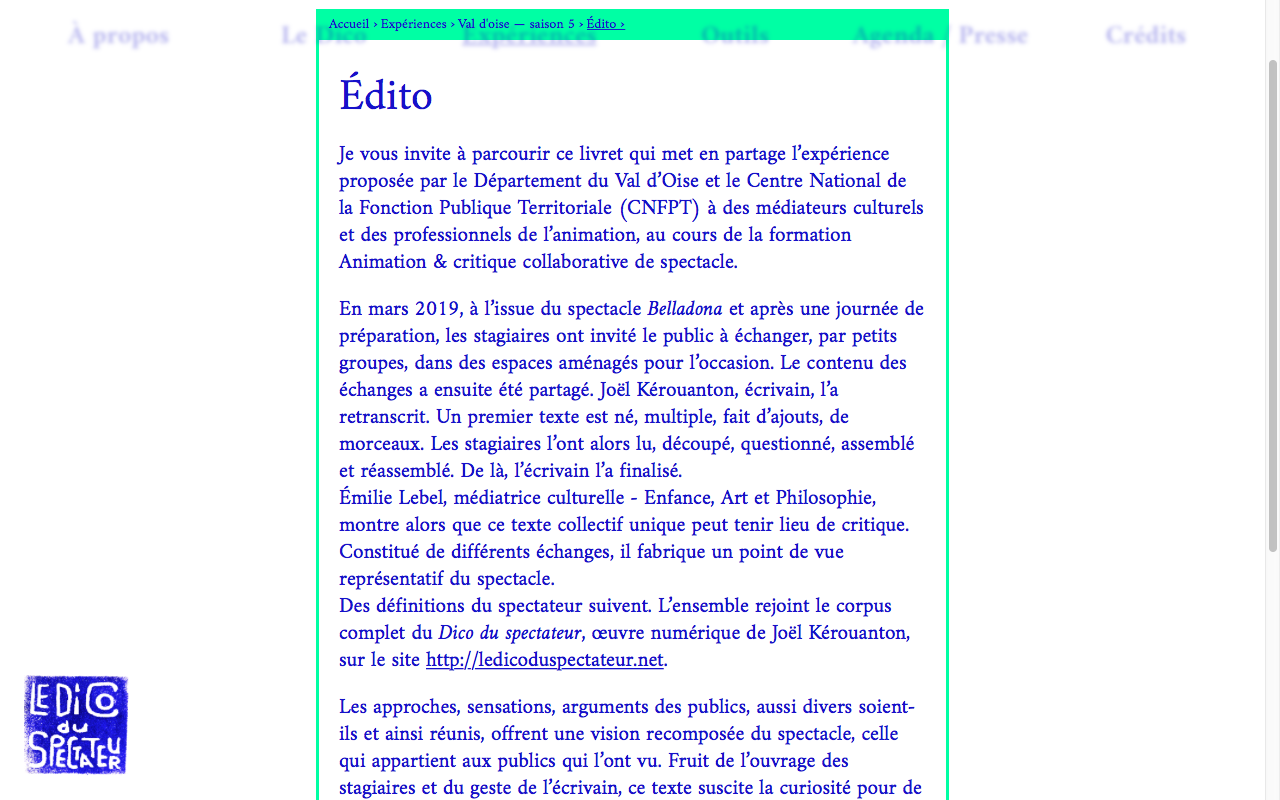 À propos
Le Dico
Expériences
Outils
Agenda / Presse
Crédits
Accueil › Expériences › Val d'oise — saison 5 › Édito ›
Édito
Je vous invite à parcourir ce livret qui met en partage l’expérience
proposée par le Département du Val d’Oise et le Centre National de
la Fonction Publique Territoriale (CNFPT) à des médiateurs culturels
et des professionnels de l’animation, au cours de la formation
Animation & critique collaborative de spectacle.
En mars 2019, à l’issue du spectacle Belladona et après une journée de
préparation, les stagiaires ont invité le public à échanger, par petits
groupes, dans des espaces aménagés pour l’occasion. Le contenu des
échanges a ensuite été partagé. Joël Kérouanton, écrivain, l’a
retranscrit. Un premier texte est né, multiple, fait d’ajouts, de
morceaux. Les stagiaires l’ont alors lu, découpé, questionné, assemblé
et réassemblé. De là, l’écrivain l’a finalisé.
Émilie Lebel, médiatrice culturelle - Enfance, Art et Philosophie,
montre alors que ce texte collectif unique peut tenir lieu de critique.
Constitué de différents échanges, il fabrique un point de vue
représentatif du spectacle.
Des définitions du spectateur suivent. L’ensemble rejoint le corpus
complet du Dico du spectateur, œuvre numérique de Joël Kérouanton,
sur le site http://ledicoduspectateur.net.
Les approches, sensations, arguments des publics, aussi divers soient-
ils et ainsi réunis, offrent une vision recomposée du spectacle, celle
qui appartient aux publics qui l’ont vu. Fruit de l’ouvrage des
stagiaires et du geste de l’écrivain, ce texte suscite la curiosité pour de
LE DiCO
du
SPECTATEUR